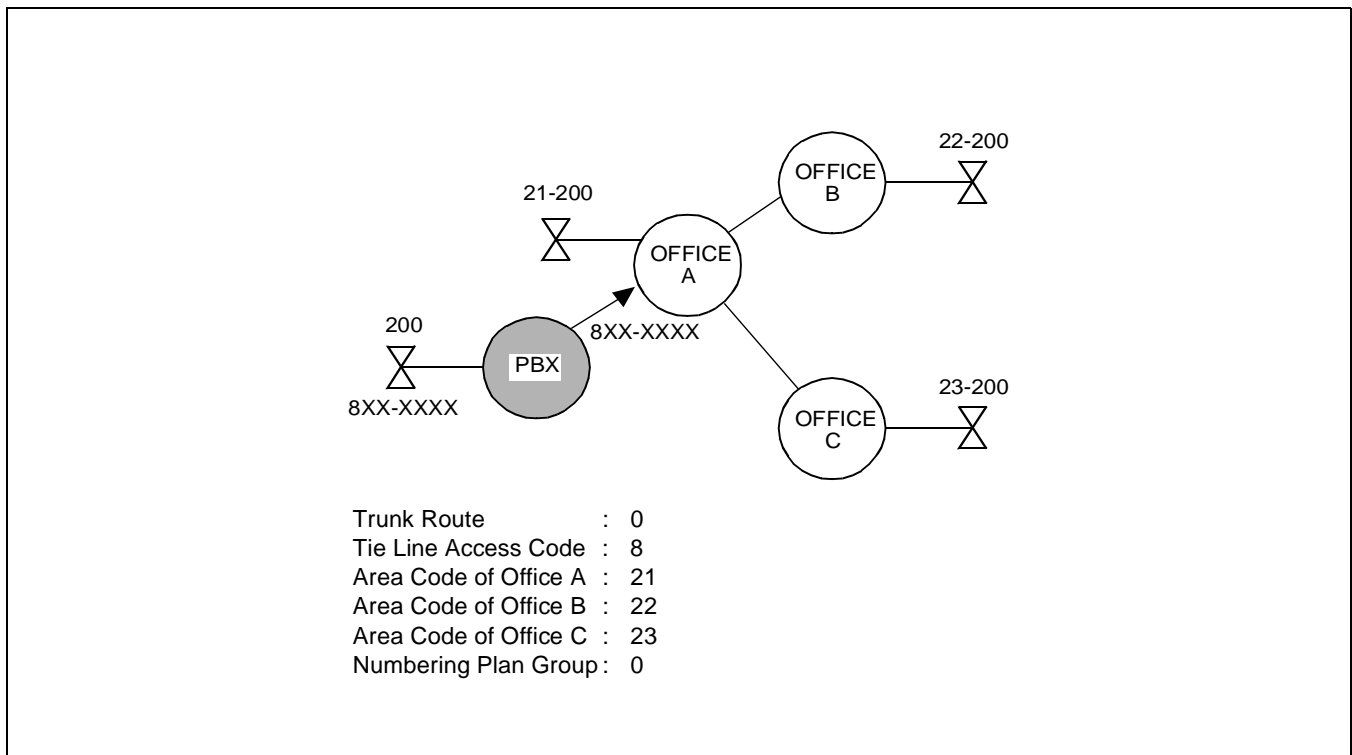 22-200
OFFICE
B
21-200
OFFICE
A
8XX-XXXX
200
PBX
8XX-XXXX
23-200
OFFICE
C
Trunk Route : 0
Tie Line Access Code : 8
Area Code of Office A : 21
Area Code of Office B : 22
Area Code of Office C : 23
Numbering Plan Group : 0